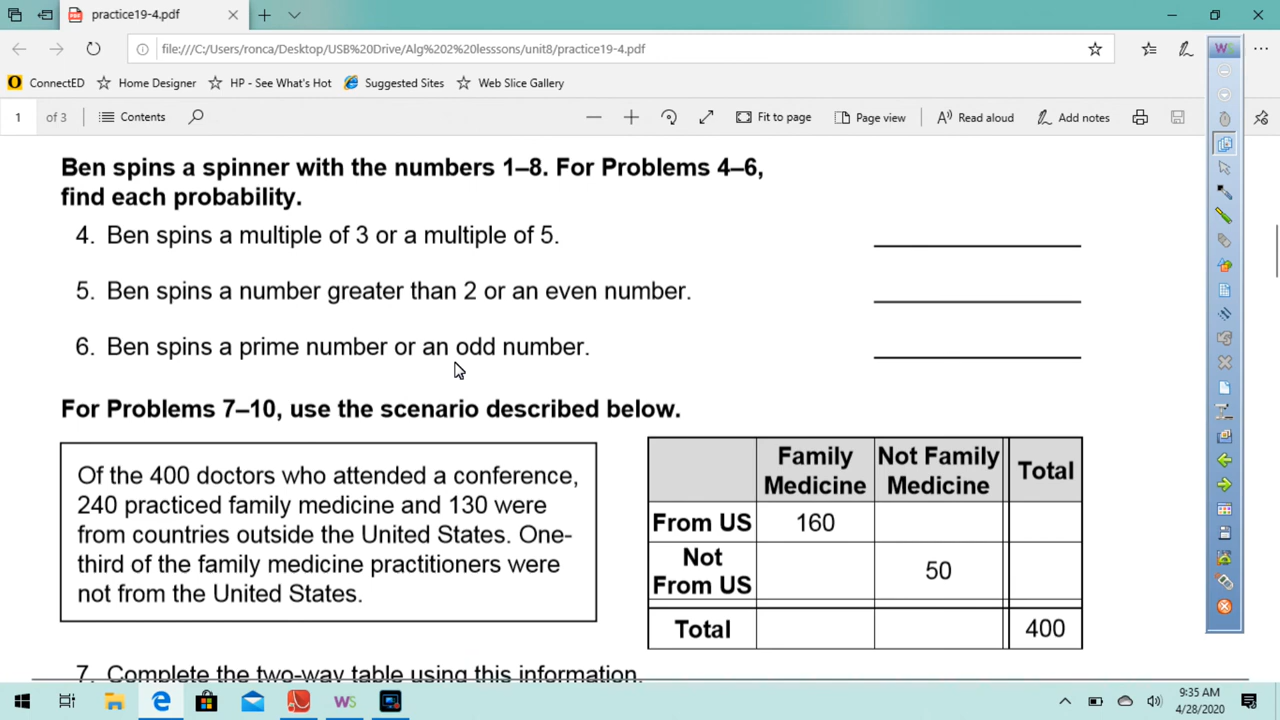 practice19-4.pdf
file:///C:/Users/ronca/Desktop/USB%20Drive/Alg%202%20lesssons/unit8/practice19-4.pdf
ConnectED Home Designer HP - See What's Hot Suggested Sites Web Slice Gallery
1 of 3 Contents Fit to page Page view Read aloud Add notes
Ben spins a spinner with the numbers 1–8. For Problems 4–6,
find each probability.
4. Ben spins a multiple of 3 or a multiple of 5.
5. Ben spins a number greater than 2 or an even number.
6. Ben spins a prime number or an odd number.
For Problems 7–10, use the scenario described below.
Of the 400 doctors who attended a conference,
240 practiced family medicine and 130 were
from countries outside the United States. One-
third of the family medicine practitioners were
not from the United States.
Family Medicine Not Family Medicine Total
From US 160
Not From US 50
Total 400
7. Complete the two-way table using this information.
9:35 AM
4/28/2020